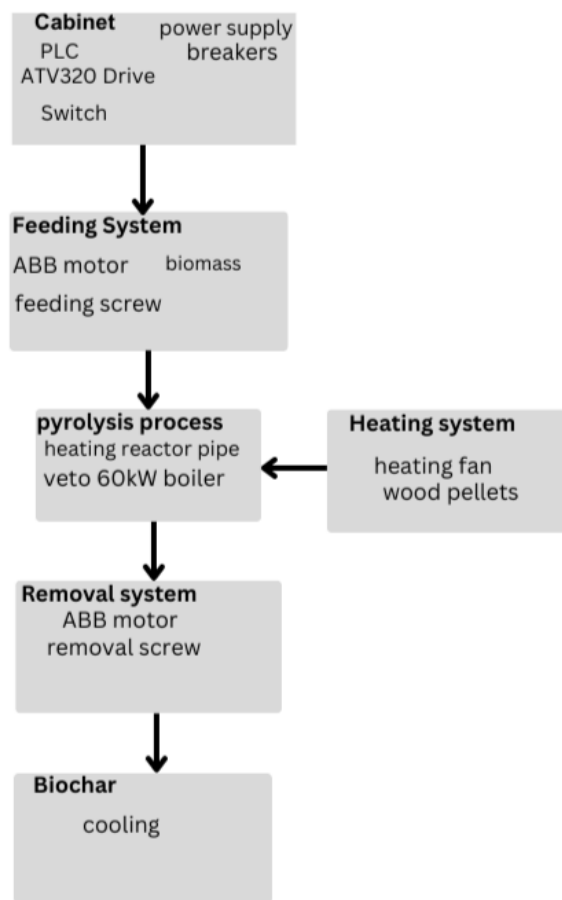 Cabinet
power supply
PLC
breakers
ATV320 Drive
Switch
Feeding System
ABB motor
biomass
feeding screw
pyrolysis process
heating reactor pipe
veto 60kW boiler
Heating system
heating fan
wood pellets
Removal system
ABB motor
removal screw
Biochar
cooling